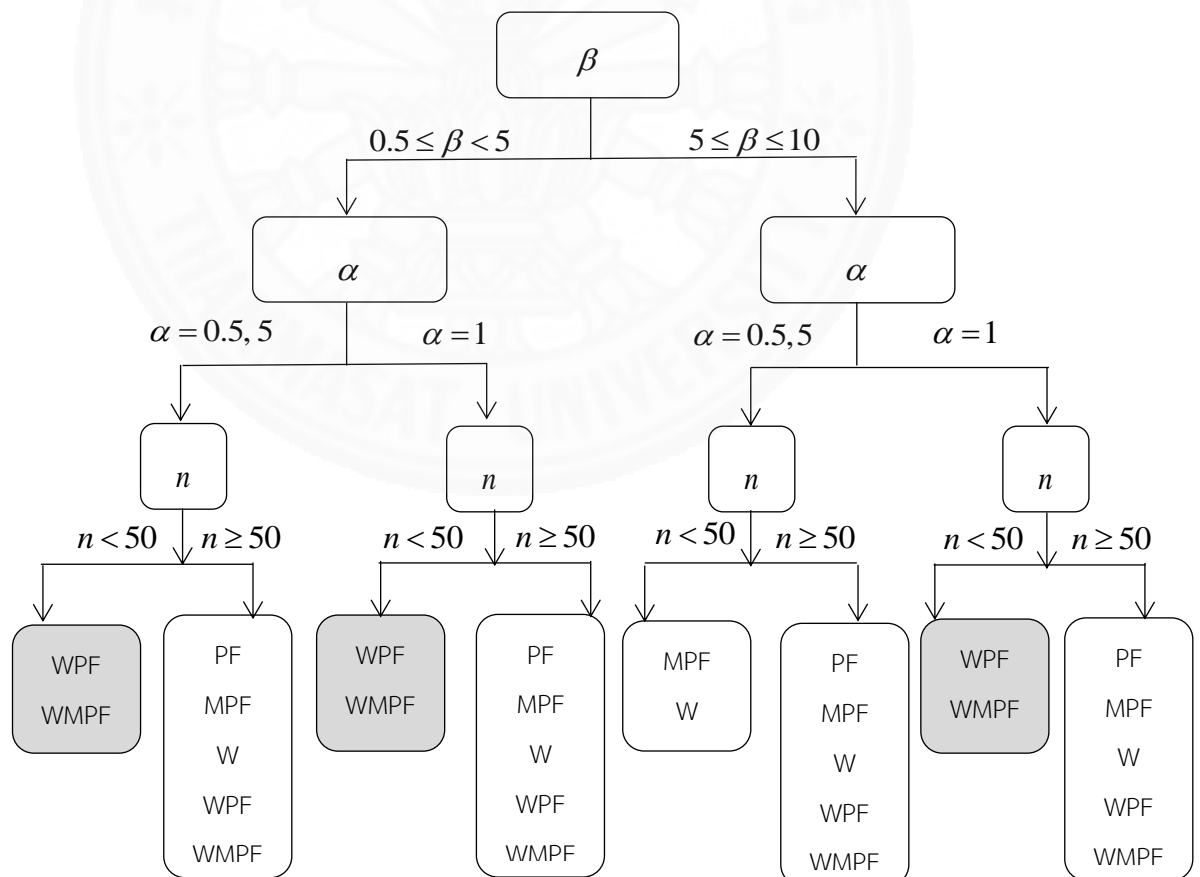 β
0.5 ≤ β < 5
5 ≤ β ≤ 10
α
α
α = 0.5, 5
α = 1
α = 0.5, 5
α = 1
n
n
n
n
n < 50
n ≥ 50
n < 50
n ≥ 50
n < 50
n ≥ 50
n < 50
n ≥ 50
WPF
WMPF
PF
MPF
W
WPF
WMPF
WPF
WMPF
PF
MPF
W
WPF
WMPF
MPF
W
PF
MPF
W
WPF
WMPF
WPF
WMPF
PF
MPF
W
WPF
WMPF
THAMMASAT UNIVERSITY